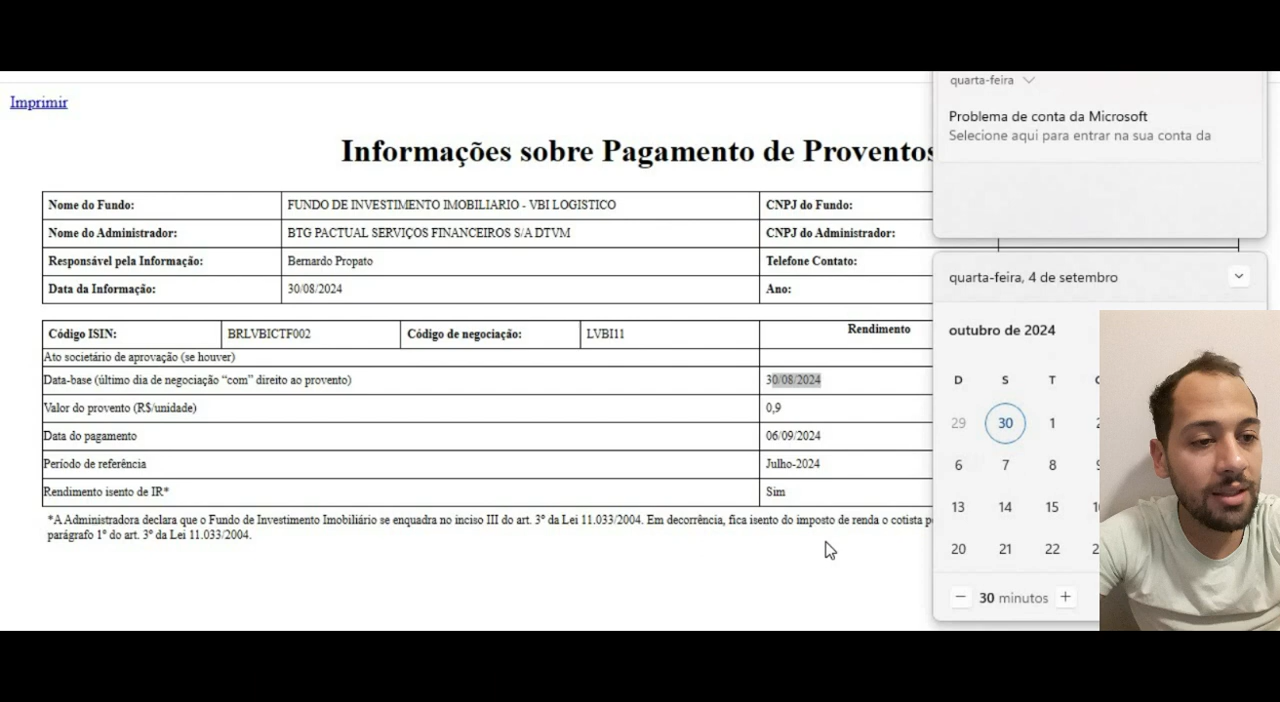 Imprimir
Informações sobre Pagamento de Proventos
Nome do Fundo: FUNDO DE INVESTIMENTO IMOBILIARIO - VBI LOGISTICO CNPJ do Fundo:
Nome do Administrador: BTG PACTUAL SERVIÇOS FINANCEIROS S/A DTVM CNPJ do Administrador:
Responsável pela Informação: Bernardo Propato Telefone Contato:
Data da Informação: 30/08/2024 Ano:
Código ISIN: BRLVBICTF002 Código de negociação: LVBI11 Rendimento
Ato societário de aprovação (se houver)
Data-base (último dia de negociação “com” direito ao provento) 30/08/2024
Valor do provento (R$/unidade) 0,9
Data do pagamento 06/09/2024
Período de referência Julho-2024
Rendimento isento de IR* Sim
*A Administradora declara que o Fundo de Investimento Imobiliário se enquadra no inciso III do art. 3º da Lei 11.033/2004. Em decorrência, fica isento do imposto de renda o cotista
parágrafo 1º do art. 3º da Lei 11.033/2004.
quarta-feira
Problema de conta da Microsoft
Selecione aqui para entrar na sua conta da
quarta-feira, 4 de setembro
outubro de 2024
D S T
29 30 1
6 7 8
13 14 15
20 21 22
30 minutos